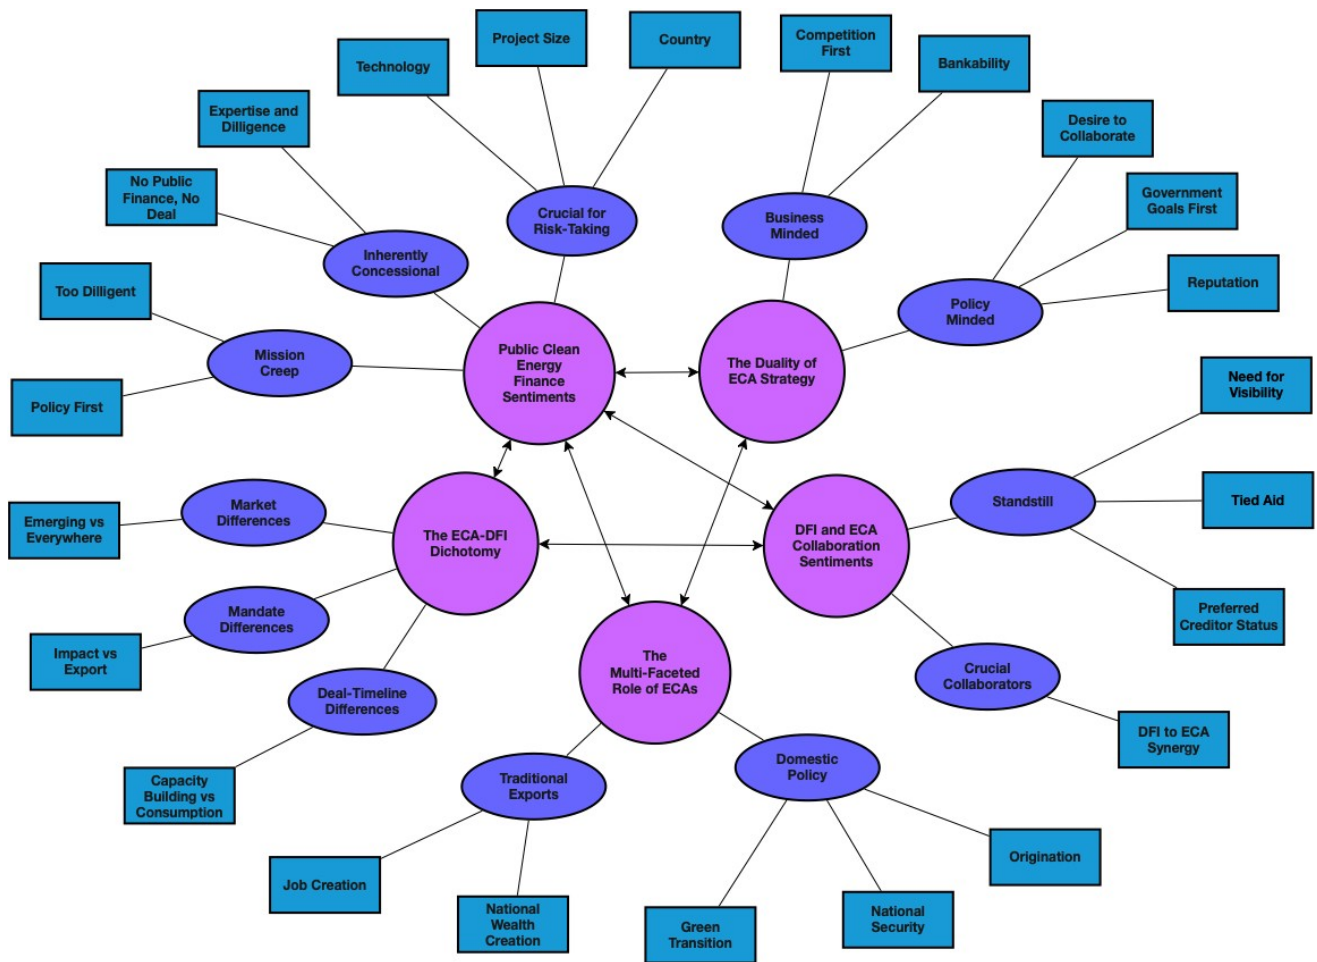 Project Size
Country
Competition
First
Technology
Bankability
Expertise and
Dilligence
Desire to
Collaborate
No Public
Finance, No
Deal
Government
Goals First
Crucial for
Risk-Taking
Business
Minded
Inherently
Concessional
Reputation
Too Dilligent
Policy
Minded
Mission
Creep
Public Clean
Energy
Finance
Sentiments
The Duality of
ECA Strategy
Need for
Visibility
Policy First
Market
Differences
Standstill
Tied Aid
Emerging vs
Everywhere
The ECA-DFI
Dichotomy
DFI and ECA
Collaboration
Sentiments
Mandate
Differences
Preferred
Creditor Status
Impact vs
Export
The
Multi-Faceted
Role of ECAs
Crucial
Collaborators
Deal-Timeline
Differences
DFI to ECA
Synergy
Capacity
Building vs
Consumption
Traditional
Exports
Domestic
Policy
Job Creation
Origination
National
Wealth
Creation
Green
Transition
National
Security